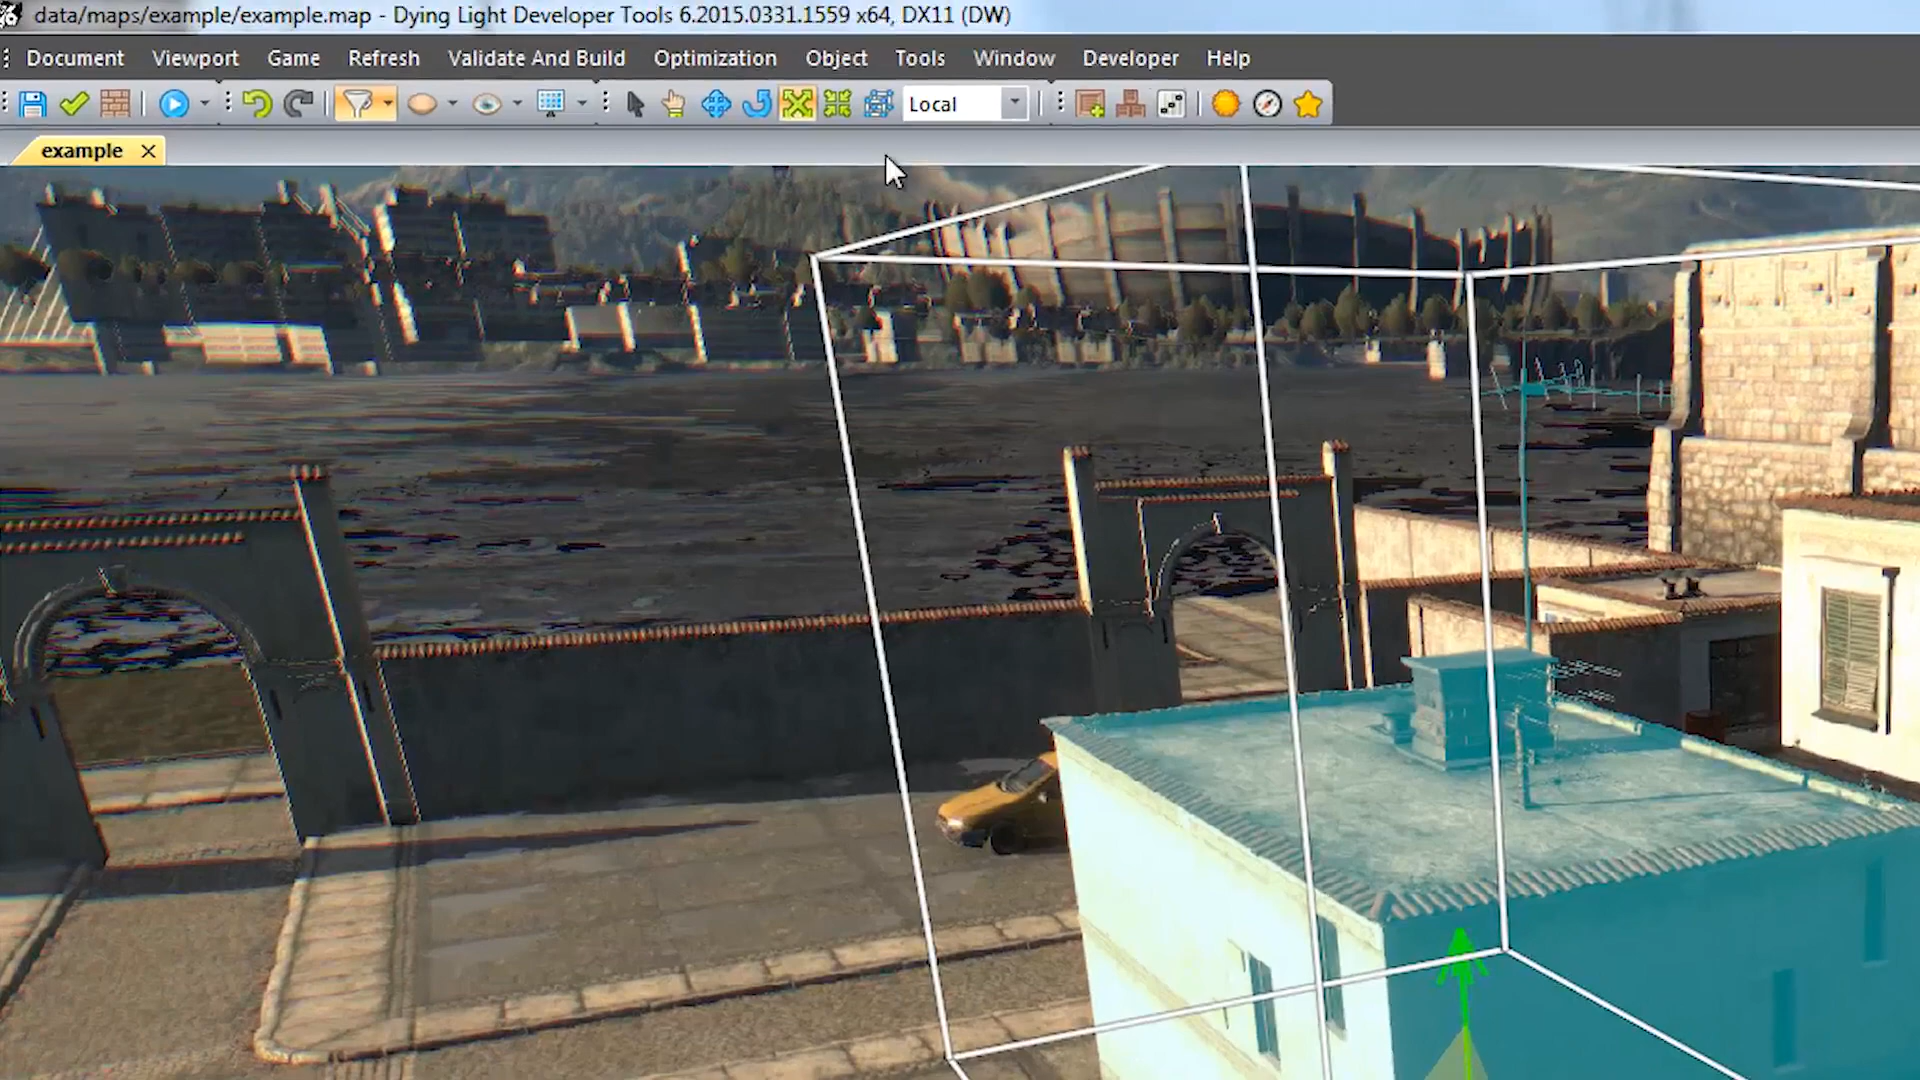 data/maps/example/example.map - Dying Light Developer Tools 6.2015.0331.1559 x64, DX11 (DW)
Document Viewport Game Refresh Validate And Build Optimization Object Tools Window Developer Help
Local
example